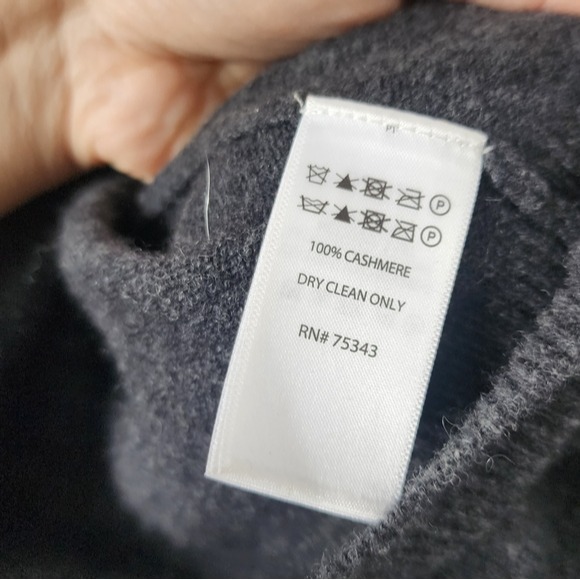 P
P
100% CASHMERE
DRY CLEAN ONLY
RN# 75343